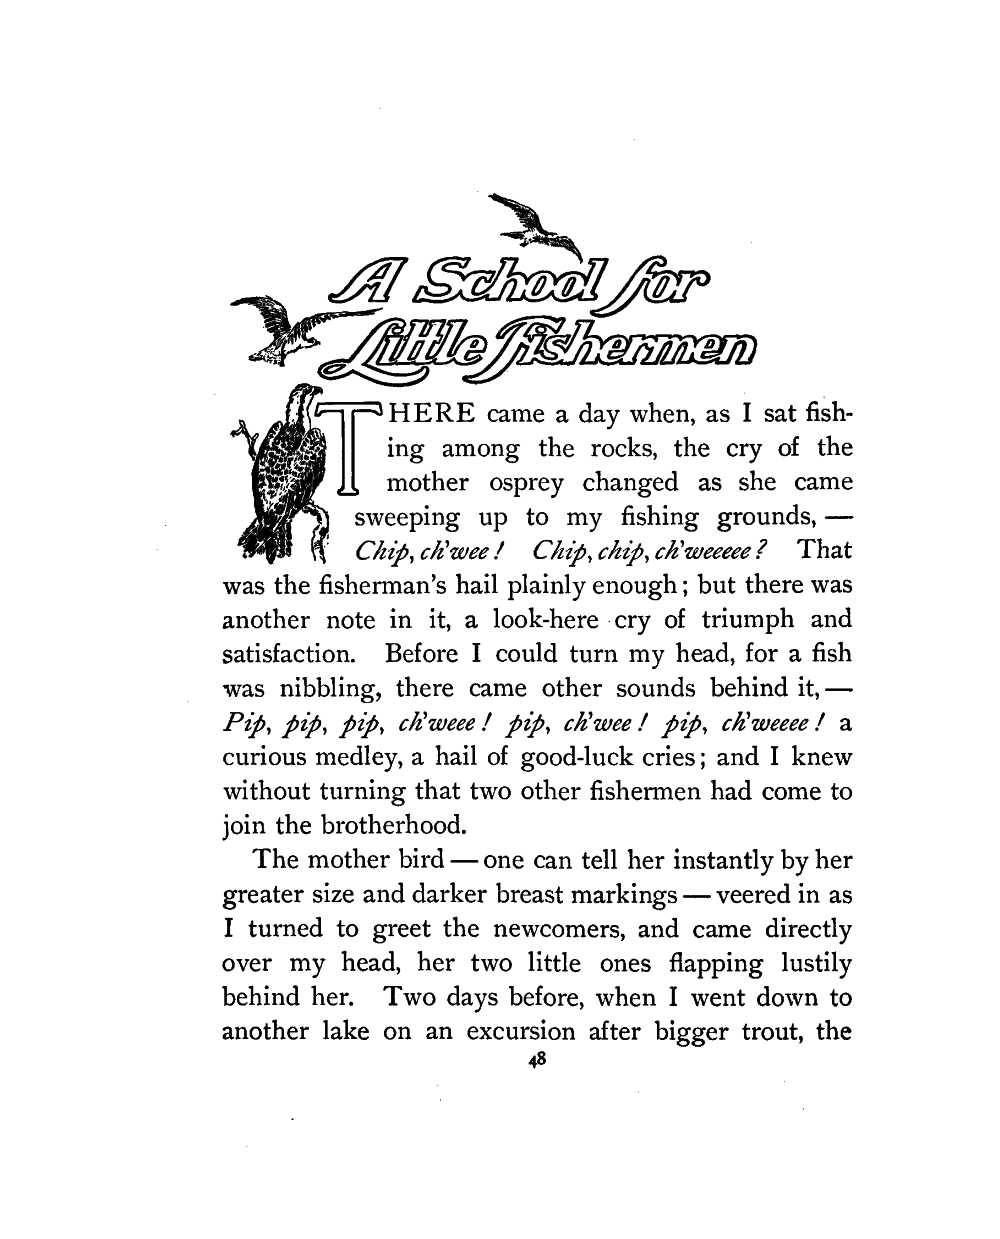 A School for
Little Fishermen
THERE came a day when, as I sat fish-
ing among the rocks, the cry of the
mother osprey changed as she came
sweeping up to my fishing grounds, —
Chip, ch'wee! Chip, chip, ch'weeeee? That
was the fisherman's hail plainly enough; but there was
another note in it, a look-here cry of triumph and
satisfaction. Before I could turn my head, for a fish
was nibbling, there came other sounds behind it, —
Pip, pip, pip, ch'weee! pip, ch'wee! pip, ch'weeee! a
curious medley, a hail of good-luck cries; and I knew
without turning that two other fishermen had come to
join the brotherhood.
The mother bird — one can tell her instantly by her
greater size and darker breast markings — veered in as
I turned to greet the newcomers, and came directly
over my head, her two little ones flapping lustily
behind her. Two days before, when I went down to
another lake on an excursion after bigger trout, the
48